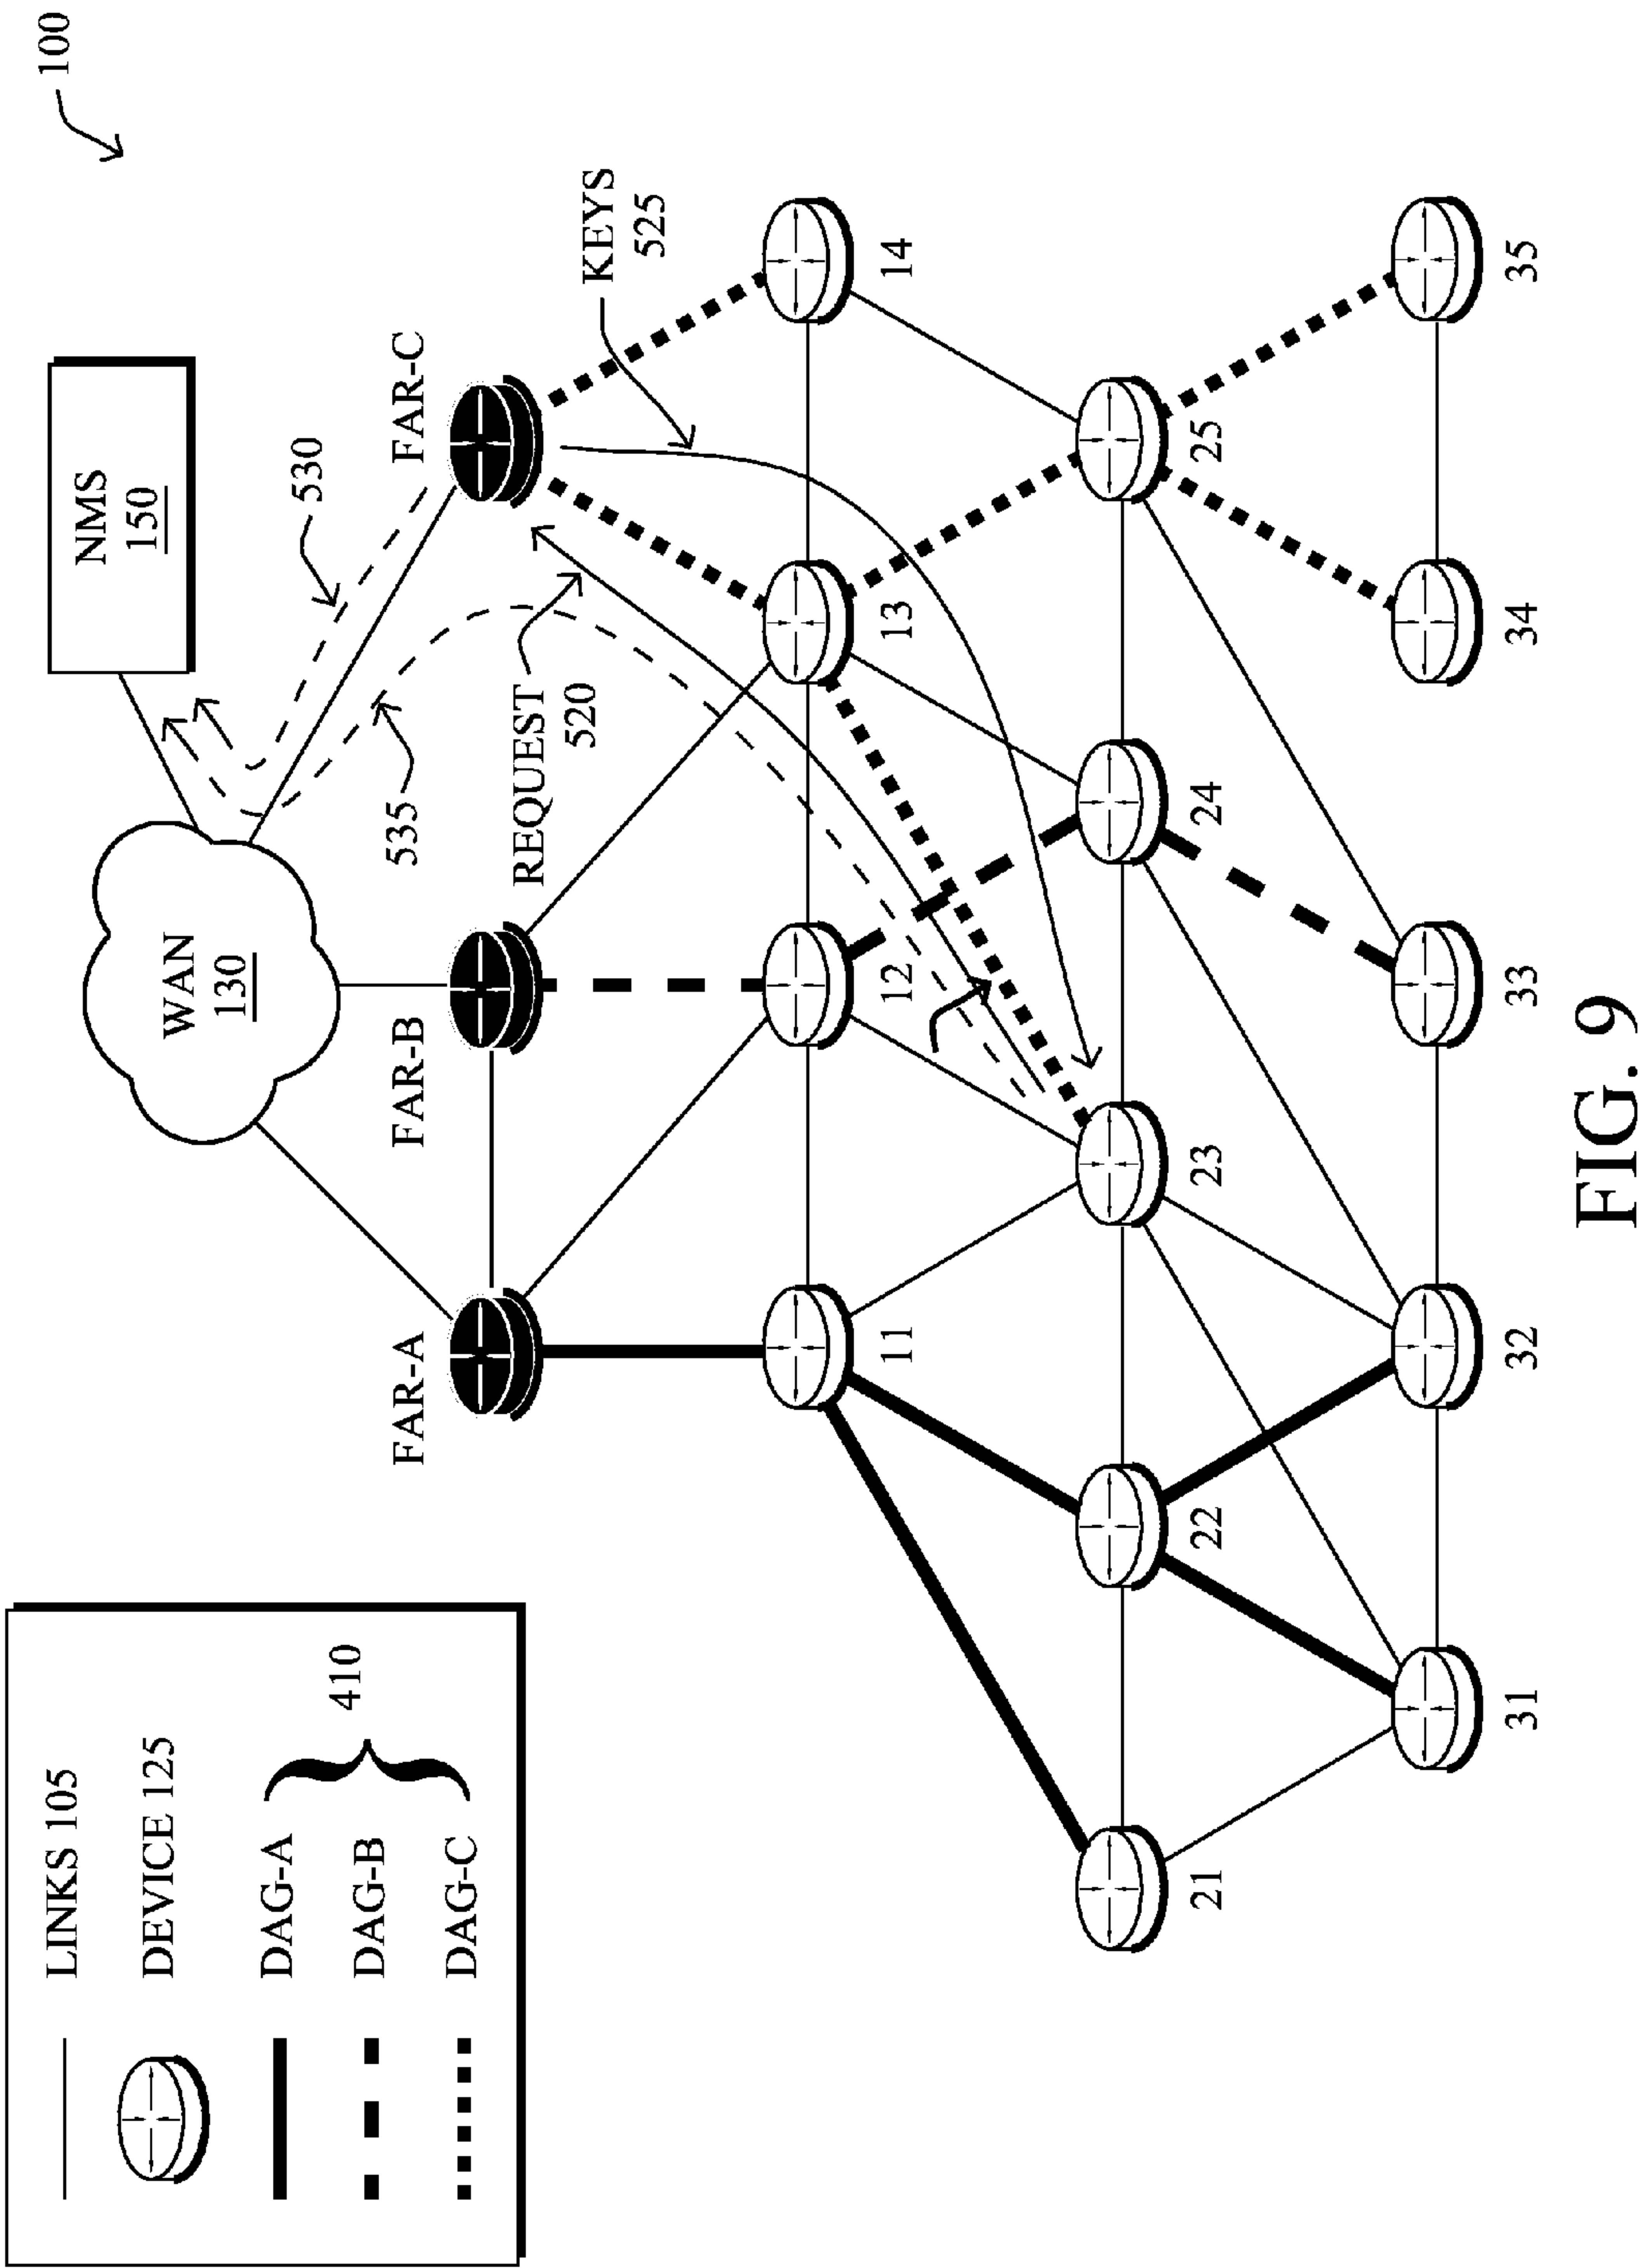 100
LINKS 105
DEVICE 125
DAG-A
DAG-B
DAG-C
410
NMS
150
WAN
130
530
535
FAR-A
FAR-B
FAR-C
REQUEST
520
KEYS
525
11
12
13
14
21
22
23
24
25
31
32
33
34
35
FIG. 9